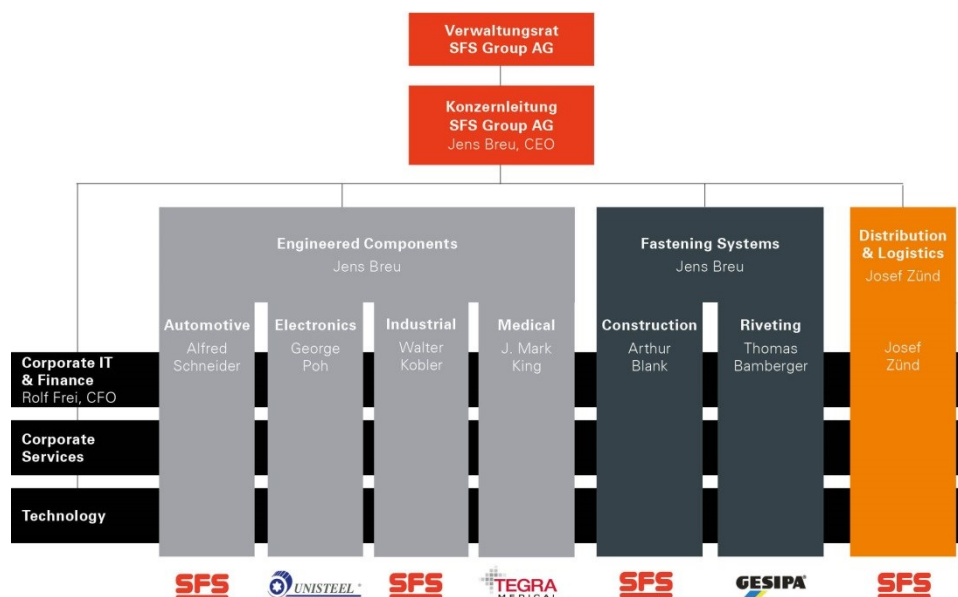 Verwaltungsrat
SFS Group AG
Konzernleitung
SFS Group AG
Jens Breu, CEO
Engineered Components
Jens Breu
Fastening Systems
Jens Breu
Distribution
& Logistics
Josef Zünd
Automotive
Alfred
Schneider
Electronics
George
Poh
Industrial
Walter
Kobler
Medical
J. Mark
King
Construction
Arthur
Blank
Riveting
Thomas
Bamberger
Josef
Zünd
Corporate IT
& Finance
Rolf Frei, CFO
Corporate
Services
Technology
SFS
UNISTEEL
SFS
TEGRA
MEDICAL
SFS
GESIPA®
SFS